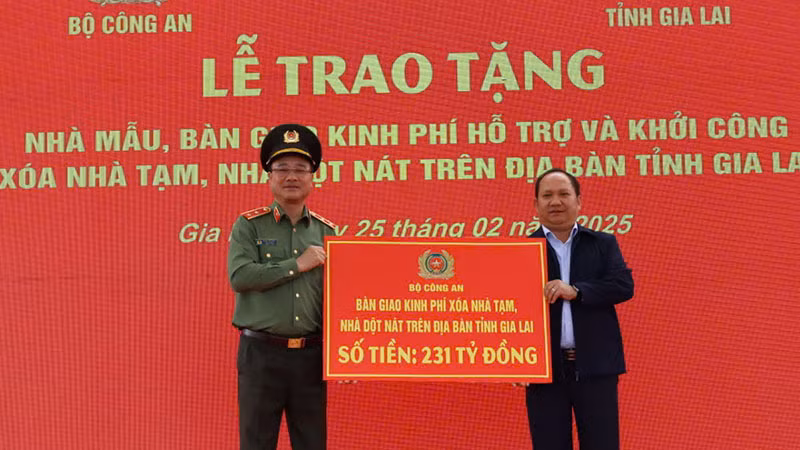 BỘ CÔNG AN
TỈNH GIA LAI
LỄ TRAO TẶNG
NHÀ MẪU, BÀN GIAO KINH PHÍ HỖ TRỢ VÀ KHỞI CÔNG
XÓA NHÀ TẠM, NHÀ DỘT NÁT TRÊN ĐỊA BÀN TỈNH GIA LA
Gia 25 tháng 02 2025
BỘ CÔNG AN
BÀN GIAO KINH PHÍ XÓA NHÀ TẠM,
NHÀ DỘT NÁT TRÊN ĐỊA BÀN TỈNH GIA LAI
SỐ TIỀN: 231 TỶ ĐỒNG